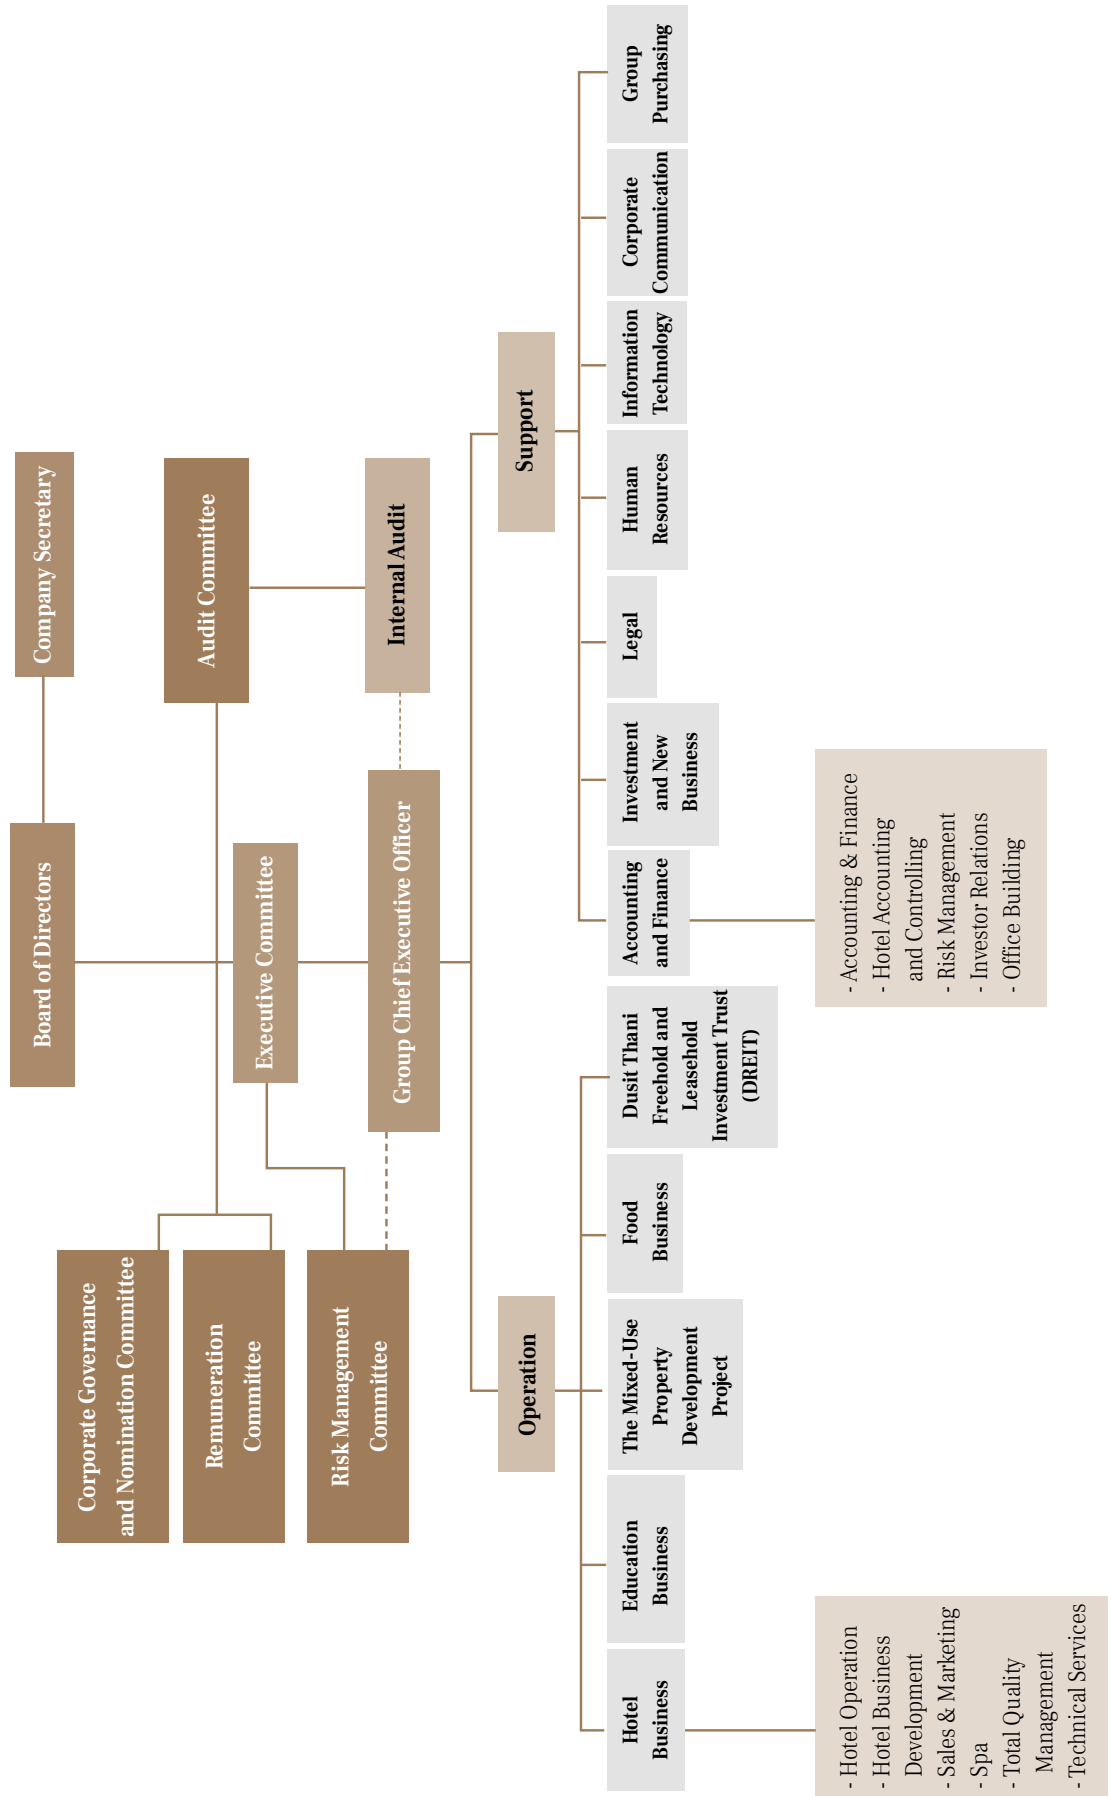 Board of Directors
Company Secretary
Corporate Governance
and Nomination Committee
Remuneration
Committee
Audit Committee
Executive Committee
Risk Management
Committee
Group Chief Executive Officer
Internal Audit
Operation
Support
Hotel
Business
Education
Business
The Mixed-Use
Property
Development
Project
Food
Business
Dusit Thani
Freehold and
Leasehold
Investment Trust
(DREIT)
Accounting
and Finance
Investment
and New
Business
Legal
Human
Resources
Information
Technology
Corporate
Communication
Group
Purchasing
- Hotel Operation
- Hotel Business
Development
- Sales & Marketing
- Spa
- Total Quality
Management
- Technical Services
- Accounting & Finance
- Hotel Accounting
and Controlling
- Risk Management
- Investor Relations
- Office Building